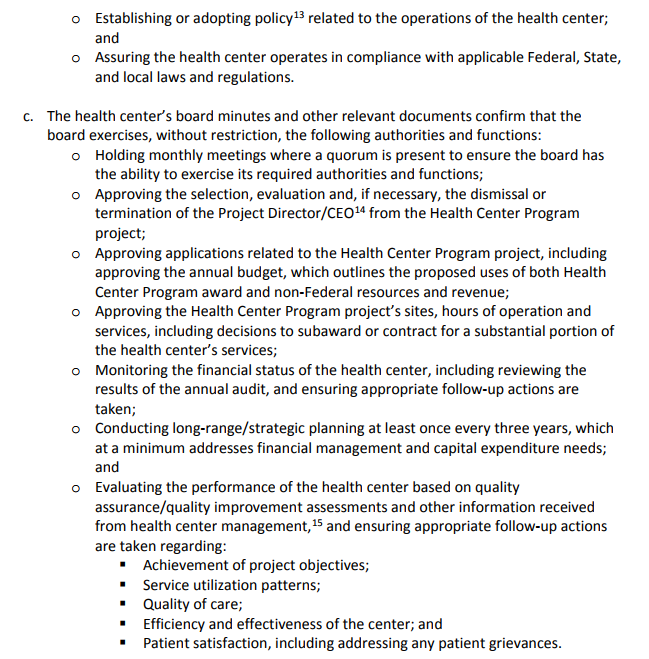 o Establishing or adopting policy13 related to the operations of the health center;
and
o Assuring the health center operates in compliance with applicable Federal, State,
and local laws and regulations.
c. The health center’s board minutes and other relevant documents confirm that the
board exercises, without restriction, the following authorities and functions:
o Holding monthly meetings where a quorum is present to ensure the board has
the ability to exercise its required authorities and functions;
o Approving the selection, evaluation and, if necessary, the dismissal or
termination of the Project Director/CEO14 from the Health Center Program
project;
o Approving applications related to the Health Center Program project, including
approving the annual budget, which outlines the proposed uses of both Health
Center Program award and non-Federal resources and revenue;
o Approving the Health Center Program project’s sites, hours of operation and
services, including decisions to subaward or contract for a substantial portion of
the health center’s services;
o Monitoring the financial status of the health center, including reviewing the
results of the annual audit, and ensuring appropriate follow-up actions are
taken;
o Conducting long-range/strategic planning at least once every three years, which
at a minimum addresses financial management and capital expenditure needs;
and
o Evaluating the performance of the health center based on quality
assurance/quality improvement assessments and other information received
from health center management,15 and ensuring appropriate follow-up actions
are taken regarding:
▪ Achievement of project objectives;
▪ Service utilization patterns;
▪ Quality of care;
▪ Efficiency and effectiveness of the center; and
▪ Patient satisfaction, including addressing any patient grievances.